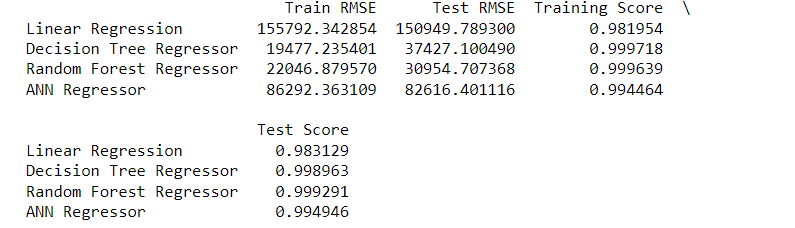 Train RMSE Test RMSE Training Score \
Linear Regression 155792.342854 150949.789300 0.981954
Decision Tree Regressor 19477.235401 37427.100490 0.999718
Random Forest Regressor 22046.879570 30954.707368 0.999639
ANN Regressor 86292.363109 82616.401116 0.994464
Test Score
Linear Regression 0.983129
Decision Tree Regressor 0.998963
Random Forest Regressor 0.999291
ANN Regressor 0.994946